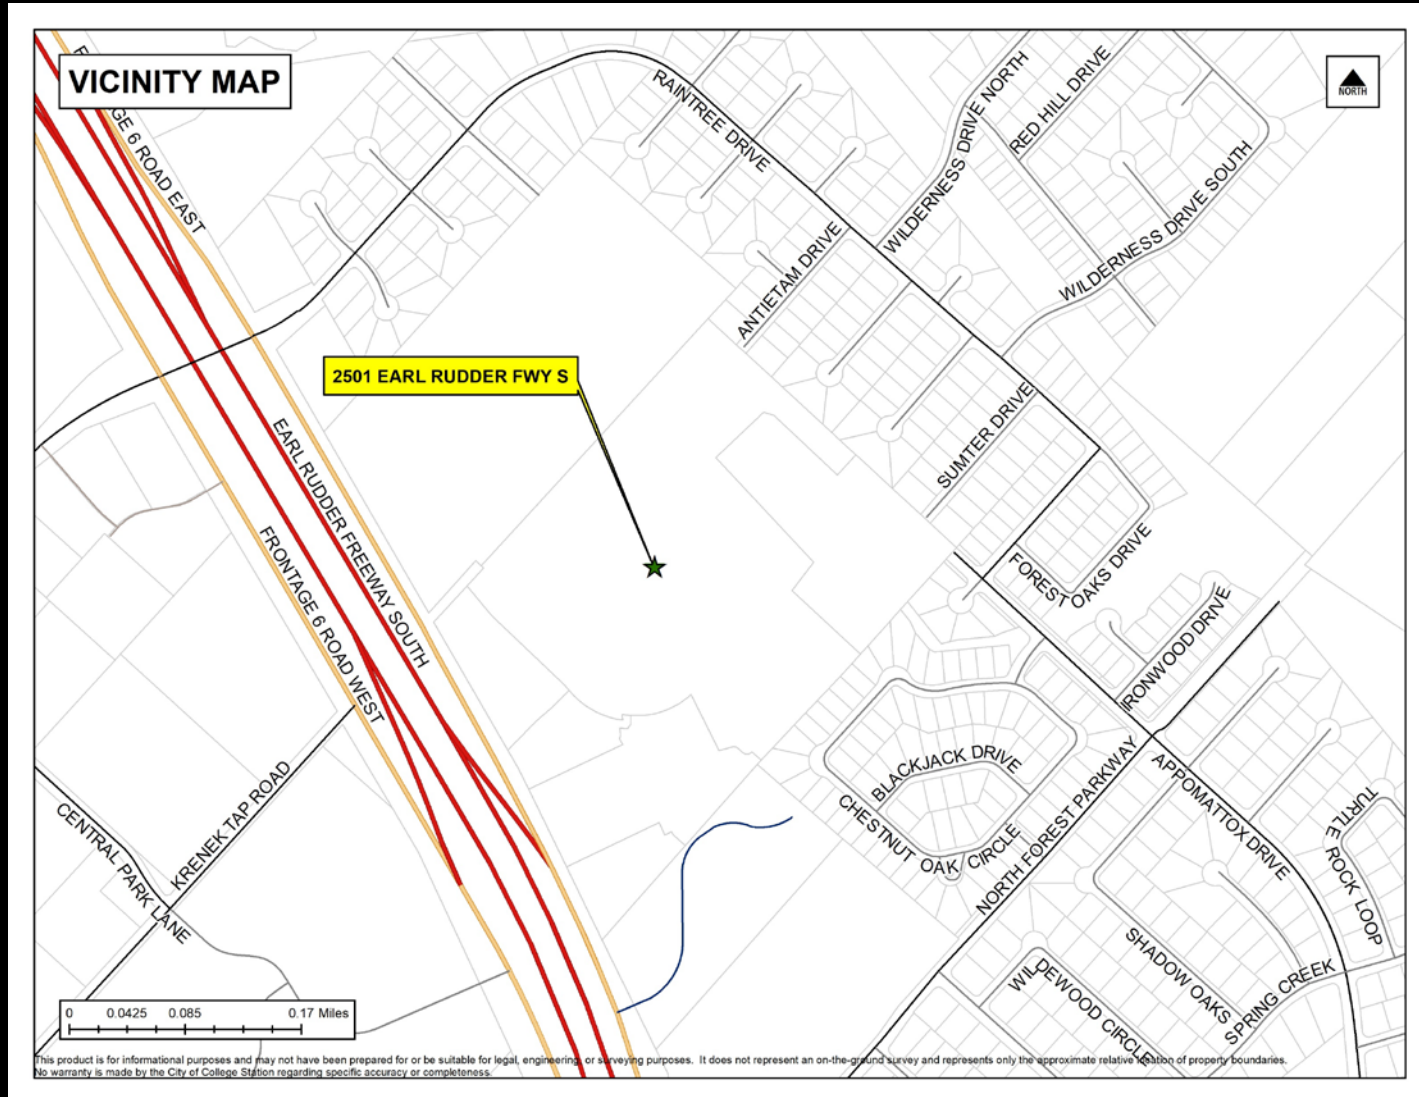 VICINITY MAP
NORTH
GE 6 ROAD EAST
RAINTREE DRIVE
WILDERNESS DRIVE NORTH
RED HILL DRIVE
WILDERNESS DRIVE SOUTH
ANTIETAM DRIVE
2501 EARL RUDDER FWY S
SUMTER DRIVE
EARL RUDDER FREEWAY SOUTH
FRONTAGE 6 ROAD WEST
FOREST OAKS DRIVE
IRONWOOD DRIVE
BLACKJACK DRIVE
CHESTNUT OAK CIRCLE
NORTH FOREST PARKWAY
APPOMATTOX DRIVE
TURTLE ROCK LOOP
KRENEK TAP ROAD
CENTRAL PARK LANE
SHADOW OAKS
SPRING CREEK
WILDEWOOD CIRCLE
0 0.0425 0.085 0.17 Miles
This product is for informational purposes and may not have been prepared for or be suitable for legal, engineering, or surveying purposes. It does not represent an on-the-ground survey and represents only the approximate relative location of property boundaries.
No warranty is made by the City of College Station regarding specific accuracy or completeness.